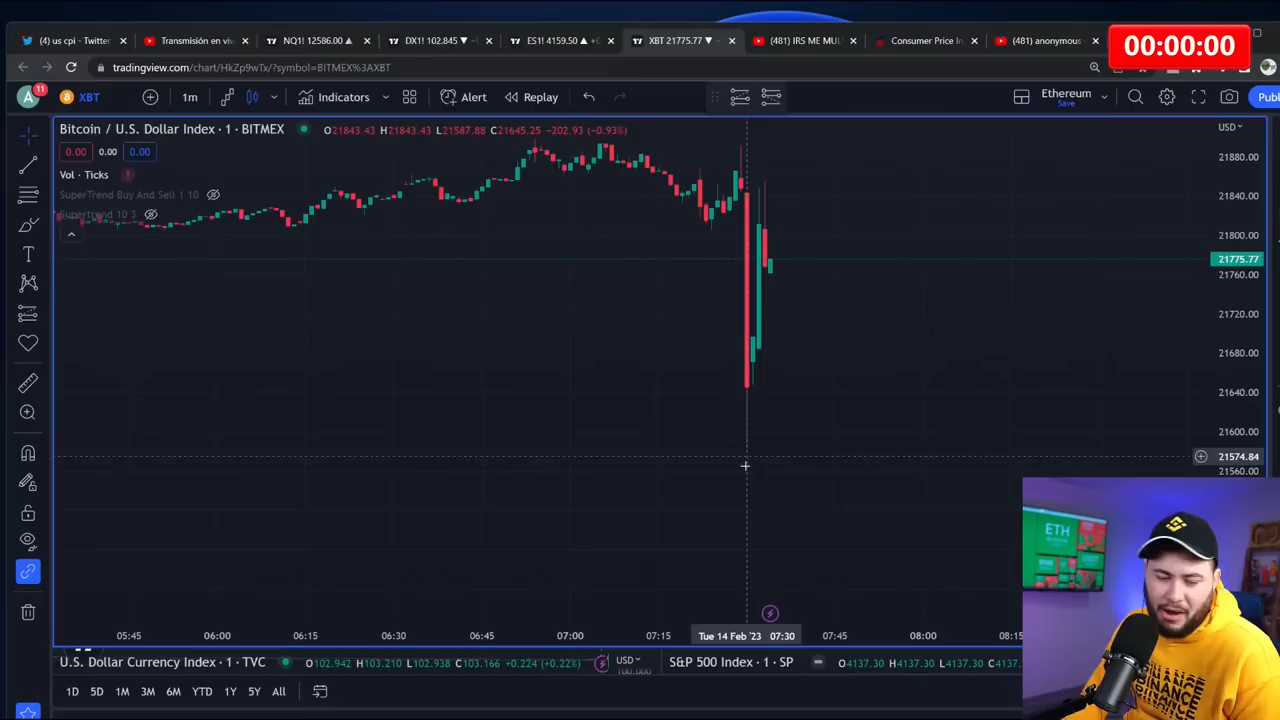 (4) us cpi - Twitter
Transmisión en viv
NQ1! 12586.00 ▲
DX1! 102.845 ▼
ES1! 4159.50 ▲
XBT 21775.77 ▼
(481) IRS ME MUL
Consumer Price In
(481) anonymous
00:00:00
tradingview.com/chart/HkZp9wTx/?symbol=BITMEX%3AXBT
A 11
XBT
1m
Indicators
Alert
Replay
Ethereum
Save
Publ
Bitcoin / U.S. Dollar Index · 1 · BITMEX
O21843.43 H21843.43 L21587.88 C21645.25 -202.93 (-0.93%)
USD
0.00 0.00 0.00
Vol · Ticks
SuperTrend Buy And Sell 1 10
Supertrend 10 3
21880.00
21840.00
21800.00
21775.77
21760.00
21720.00
21680.00
21640.00
21600.00
21574.84
21560.00
ETH
BINANCE
05:45 06:00 06:15 06:30 06:45 07:00 07:15 Tue 14 Feb '23 07:30 07:45 08:00 08:15
U.S. Dollar Currency Index · 1 · TVC
O102.942 H103.210 L102.938 C103.166 +0.224 (+0.22%)
USD
100.000
S&P 500 Index · 1 · SP
O4137.30 H4137.30 L4137.30 C4137.
1D 5D 1M 3M 6M YTD 1Y 5Y All